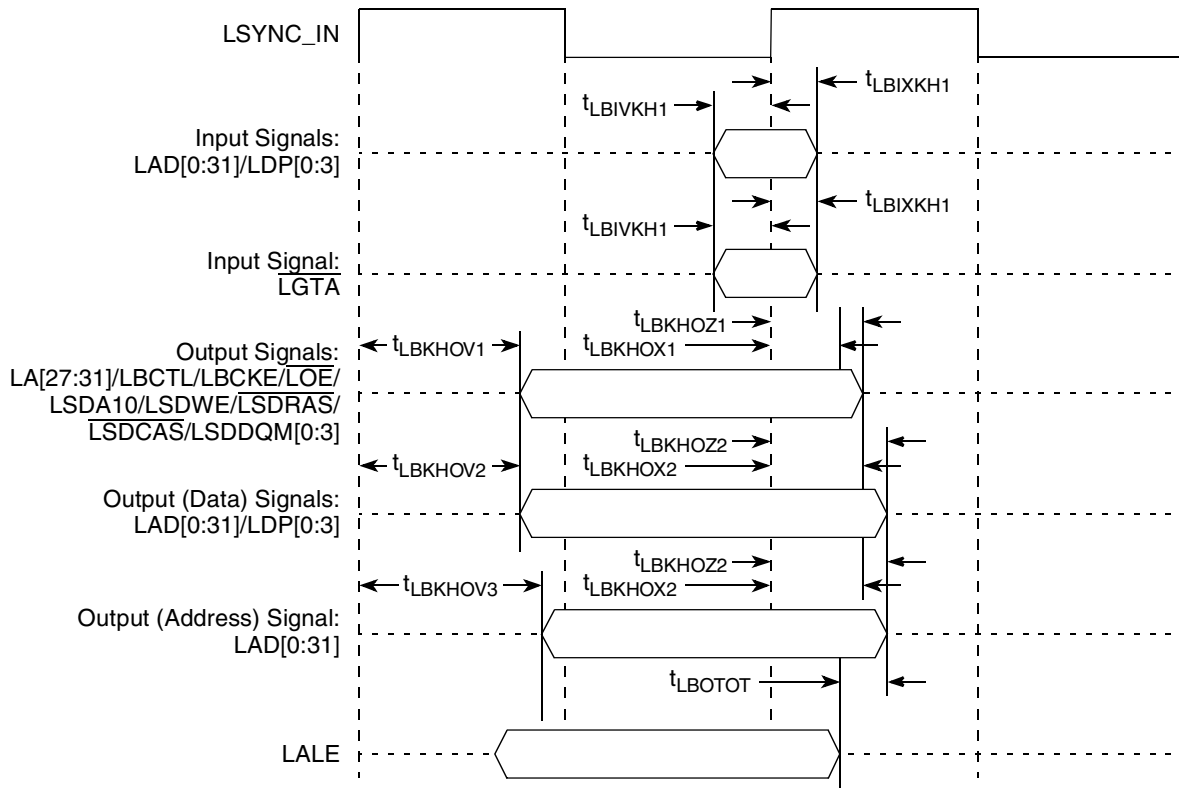 LSYNC_IN
tLBIXKH1
tLBIVKH1
Input Signals:
LAD[0:31]/LDP[0:3]
tLBIXKH1
tLBIVKH1
Input Signal:
LGTA
tLBKHOZ1
tLBKHOV1
tLBKHOX1
Output Signals:
LA[27:31]/LBCTL/LBCKE/LOE/
LSDA10/LSDWE/LSDRAS/
LSDCAS/LSDDQM[0:3]
tLBKHOZ2
tLBKHOV2
tLBKHOX2
Output (Data) Signals:
LAD[0:31]/LDP[0:3]
tLBKHOZ2
tLBKHOV3
tLBKHOX2
Output (Address) Signal:
LAD[0:31]
tLBOTOT
LALE